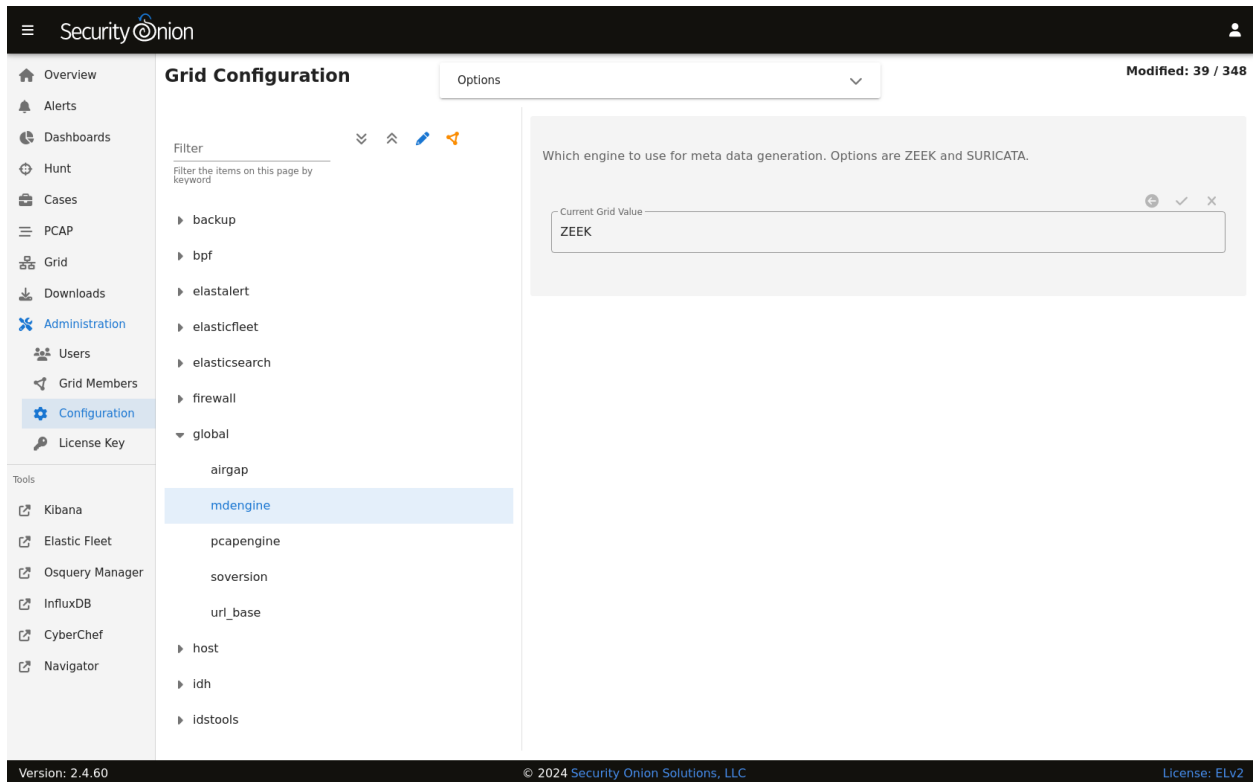 Security Onion
Overview
Alerts
Dashboards
Hunt
Cases
PCAP
Grid
Downloads
Administration
Users
Grid Members
Configuration
License Key
Tools
Kibana
Elastic Fleet
Osquery Manager
InfluxDB
CyberChef
Navigator
Grid Configuration
Options
Modified: 39 / 348
Filter
Filter the items on this page by
keyword
backup
bpf
elastalert
elasticfleet
elasticsearch
firewall
global
airgap
mdengine
pcapengine
soversion
url_base
host
idh
idstools
Which engine to use for meta data generation. Options are ZEEK and SURICATA.
Current Grid Value
ZEEK
Version: 2.4.60
© 2024 Security Onion Solutions, LLC
License: ELv2